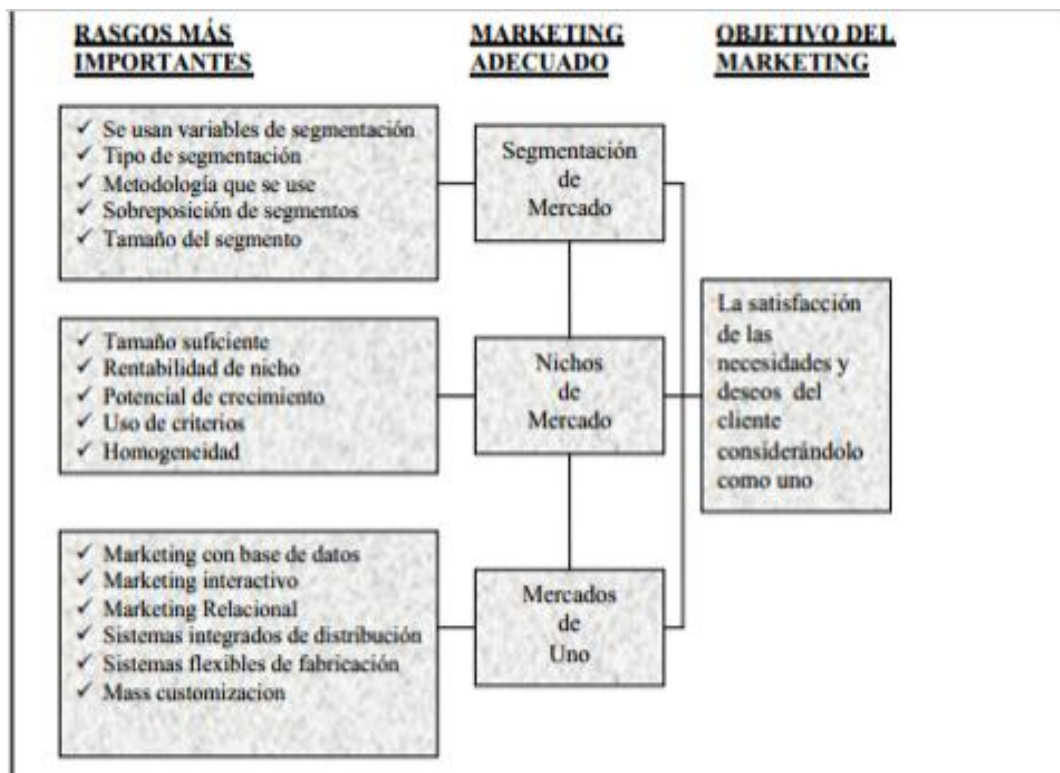 RASGOS MÁS
IMPORTANTES
MARKETING
ADECUADO
OBJETIVO DEL
MARKETING
✓ Se usan variables de segmentación
✓ Tipo de segmentación
✓ Metodología que se use
✓ Sobreposición de segmentos
✓ Tamaño del segmento
Segmentación
de
Mercado
✓ Tamaño suficiente
✓ Rentabilidad de nicho
✓ Potencial de crecimiento
✓ Uso de criterios
✓ Homogeneidad
Nichos
de
Mercado
La satisfacción
de las
necesidades y
deseos del
cliente
considerándolo
como uno
✓ Marketing con base de datos
✓ Marketing interactivo
✓ Marketing Relacional
✓ Sistemas integrados de distribución
✓ Sistemas flexibles de fabricación
✓ Mass customizacion
Mercados
de
Uno